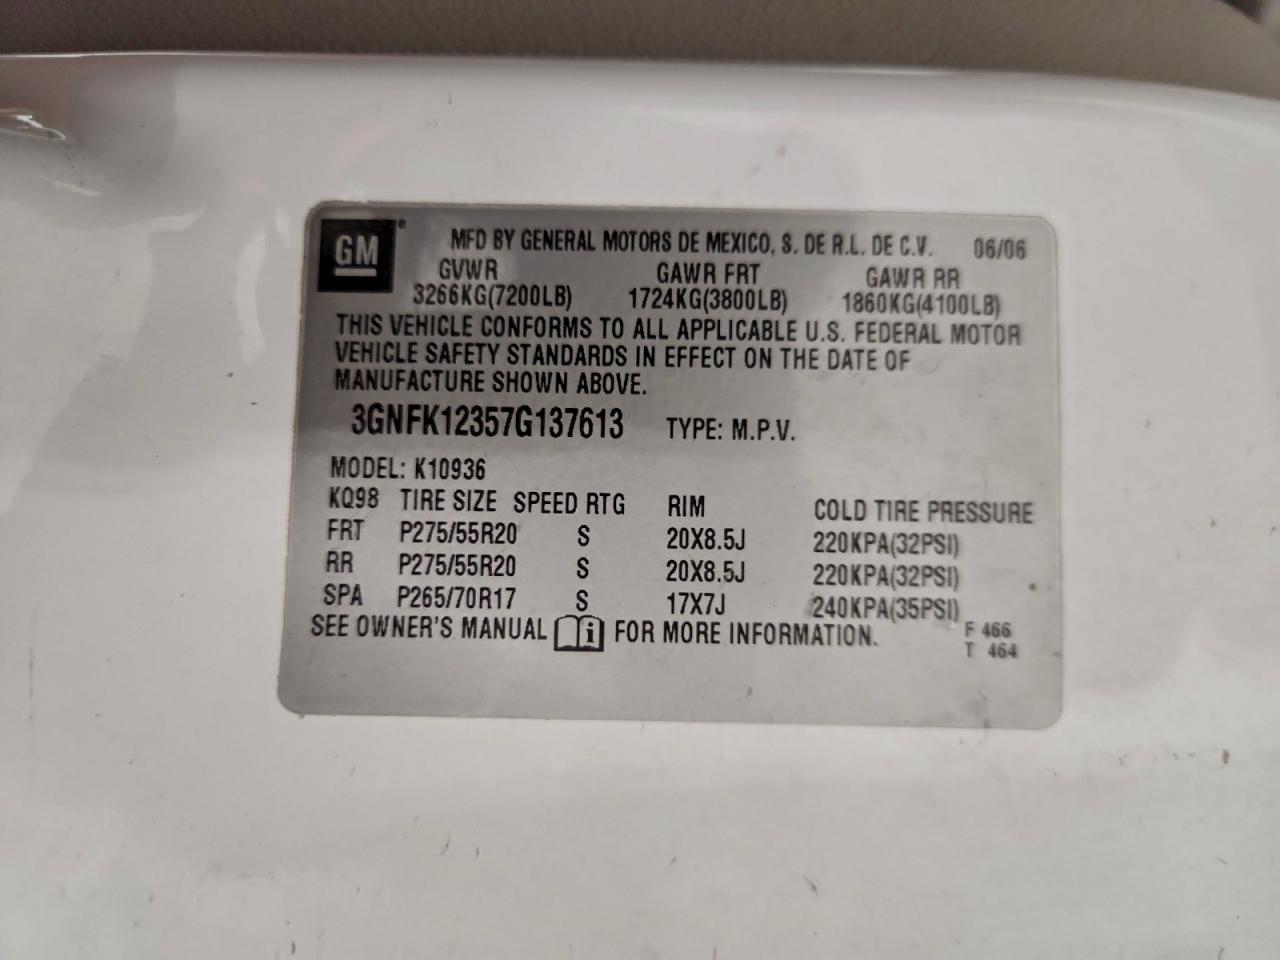 GM®
MFD BY GENERAL MOTORS DE MEXICO, S. DE R.L. DE C.V. 06/06
GVWR GAWR FRT GAWR RR
3266KG(7200LB) 1724KG(3800LB) 1860KG(4100LB)
THIS VEHICLE CONFORMS TO ALL APPLICABLE U.S. FEDERAL MOTOR
VEHICLE SAFETY STANDARDS IN EFFECT ON THE DATE OF
MANUFACTURE SHOWN ABOVE.
3GNFK12357G137613 TYPE: M.P.V.
MODEL: K10936
KQ98 TIRE SIZE SPEED RTG RIM COLD TIRE PRESSURE
FRT P275/55R20 S 20X8.5J 220KPA(32PSI)
RR P275/55R20 S 20X8.5J 220KPA(32PSI)
SPA P265/70R17 S 17X7J 240KPA(35PSI)
SEE OWNER'S MANUAL i FOR MORE INFORMATION.
F 466
T 464